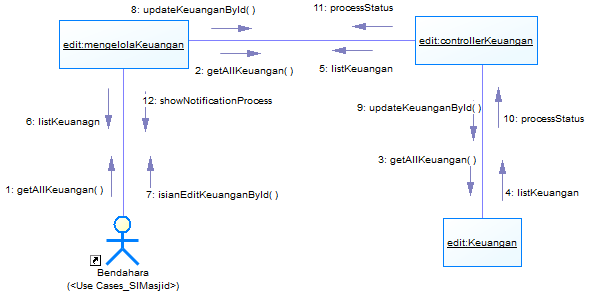 8: updateKeuanganById( )
11: processStatus
edit:mengelolaKeuangan
edit:controllerKeuangan
2: getAllKeuangan( )
5: listKeuangan
12: showNotificationProcess
9: updateKeuanganById( )
6: listKeuanagn
10: processStatus
3: getAllKeuangan( )
1: getAllKeuangan( )
7: isianEditKeuanganById( )
4: listKeuangan
edit:Keuangan
Bendahara
(<Use Cases_SIMasjid>)